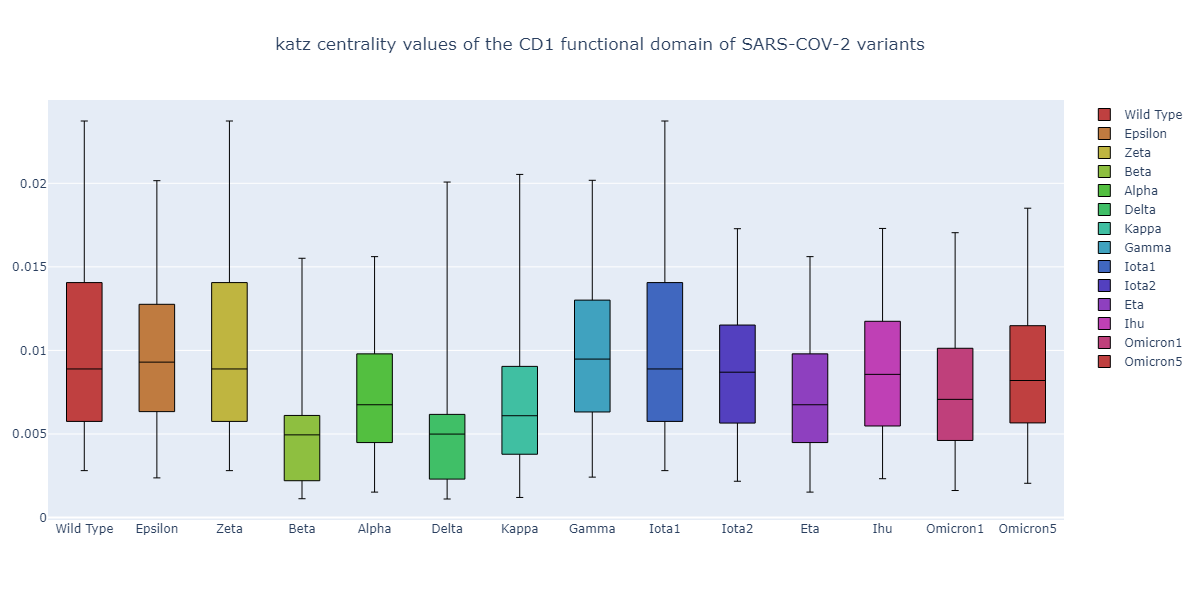 katz centrality values of the CD1 functional domain of SARS-COV-2 variants
0.02
0.015
0.01
0.005
0
Wild Type Epsilon Zeta Beta Alpha Delta Kappa Gamma Iota1 Iota2 Eta Ihu Omicron1 Omicron5
Wild Type
Epsilon
Zeta
Beta
Alpha
Delta
Kappa
Gamma
Iota1
Iota2
Eta
Ihu
Omicron1
Omicron5